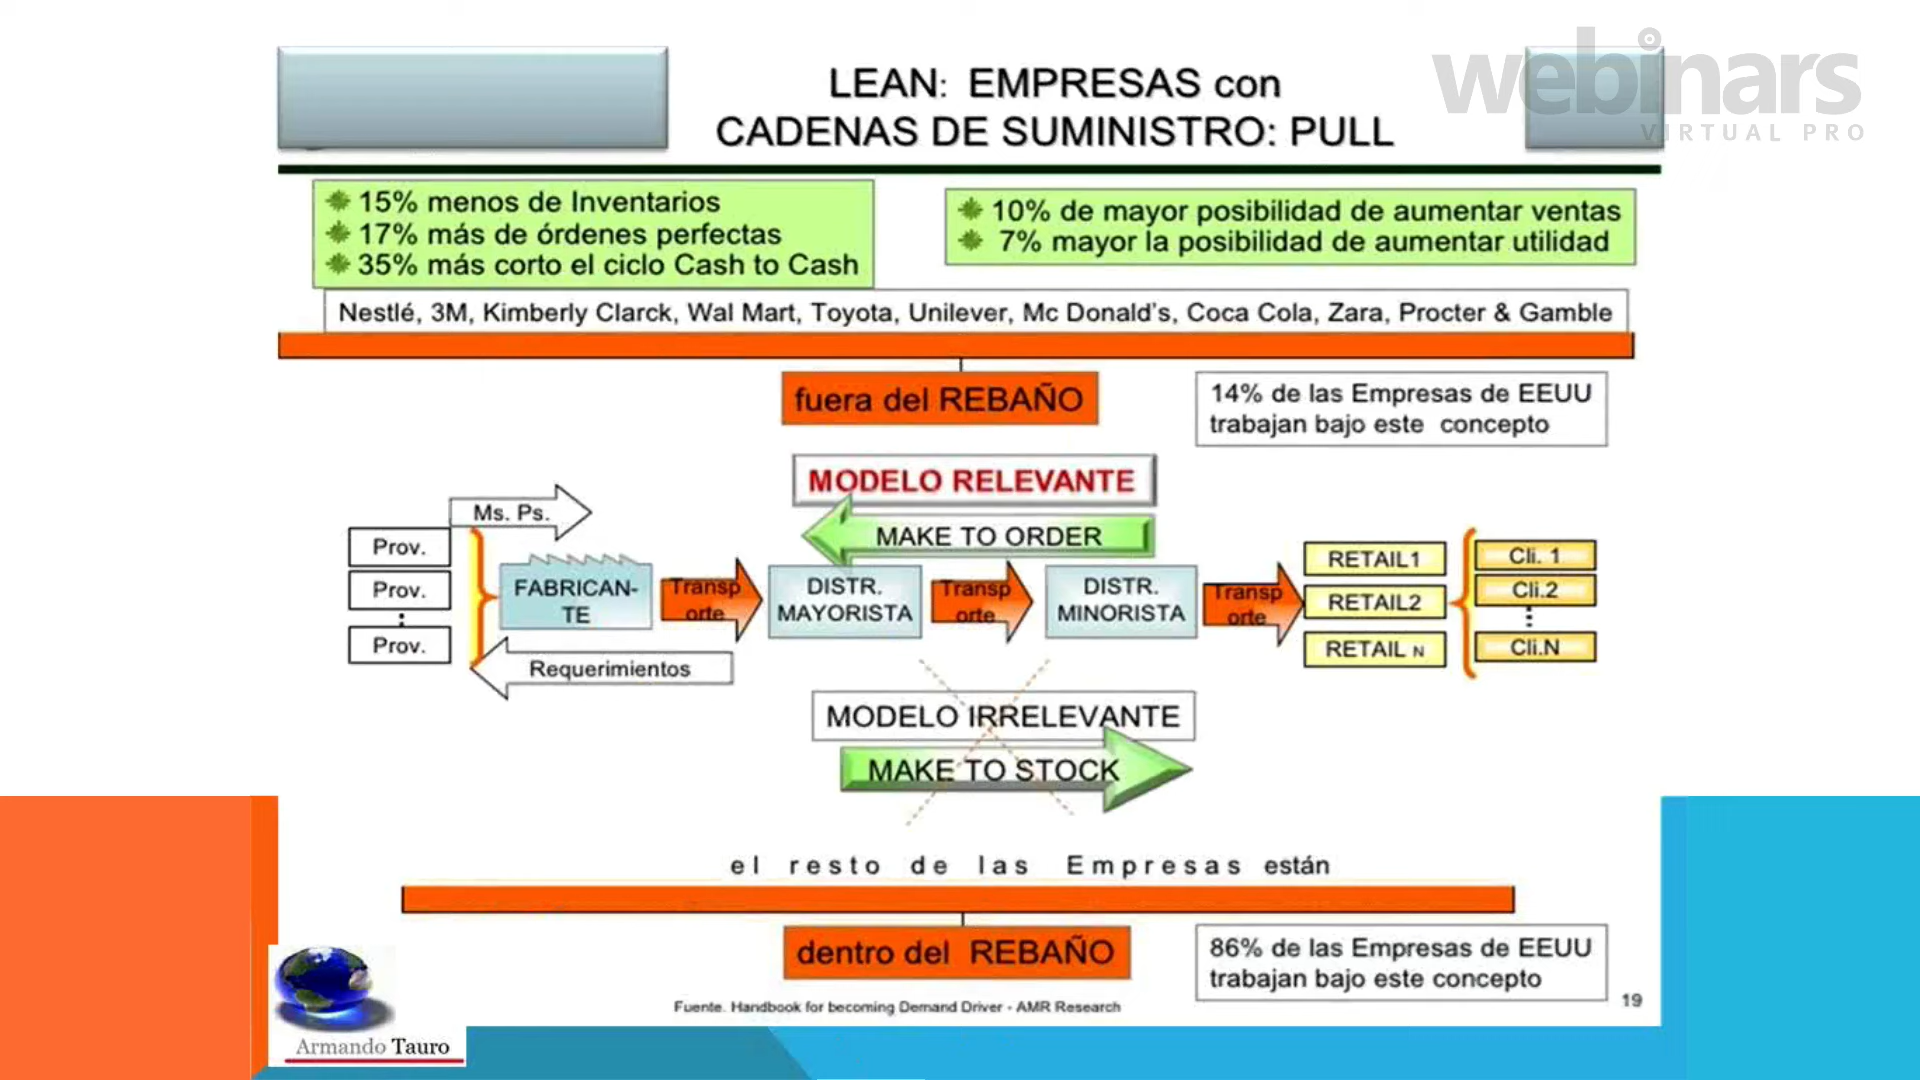 webinars
VIRTUAL PRO
LEAN: EMPRESAS con
CADENAS DE SUMINISTRO: PULL
15% menos de Inventarios
17% más de órdenes perfectas
35% más corto el ciclo Cash to Cash
10% de mayor posibilidad de aumentar ventas
7% mayor la posibilidad de aumentar utilidad
Nestlé, 3M, Kimberly Clarck, Wal Mart, Toyota, Unilever, Mc Donald's, Coca Cola, Zara, Procter & Gamble
fuera del REBAÑO
14% de las Empresas de EEUU
trabajan bajo este concepto
MODELO RELEVANTE
MAKE TO ORDER
Ms. Ps.
Prov.
Prov.
Prov.
FABRICAN-
TE
Transp
orte
DISTR.
MAYORISTA
Transp
orte
DISTR.
MINORISTA
Transp
orte
RETAIL1
RETAIL2
RETAIL N
Cli. 1
Cli.2
Cli.N
Requerimientos
MODELO IRRELEVANTE
MAKE TO STOCK
el resto de las Empresas están
dentro del REBAÑO
86% de las Empresas de EEUU
trabajan bajo este concepto
Fuente. Handbook for becoming Demand Driver - AMR Research
19
Armando Tauro